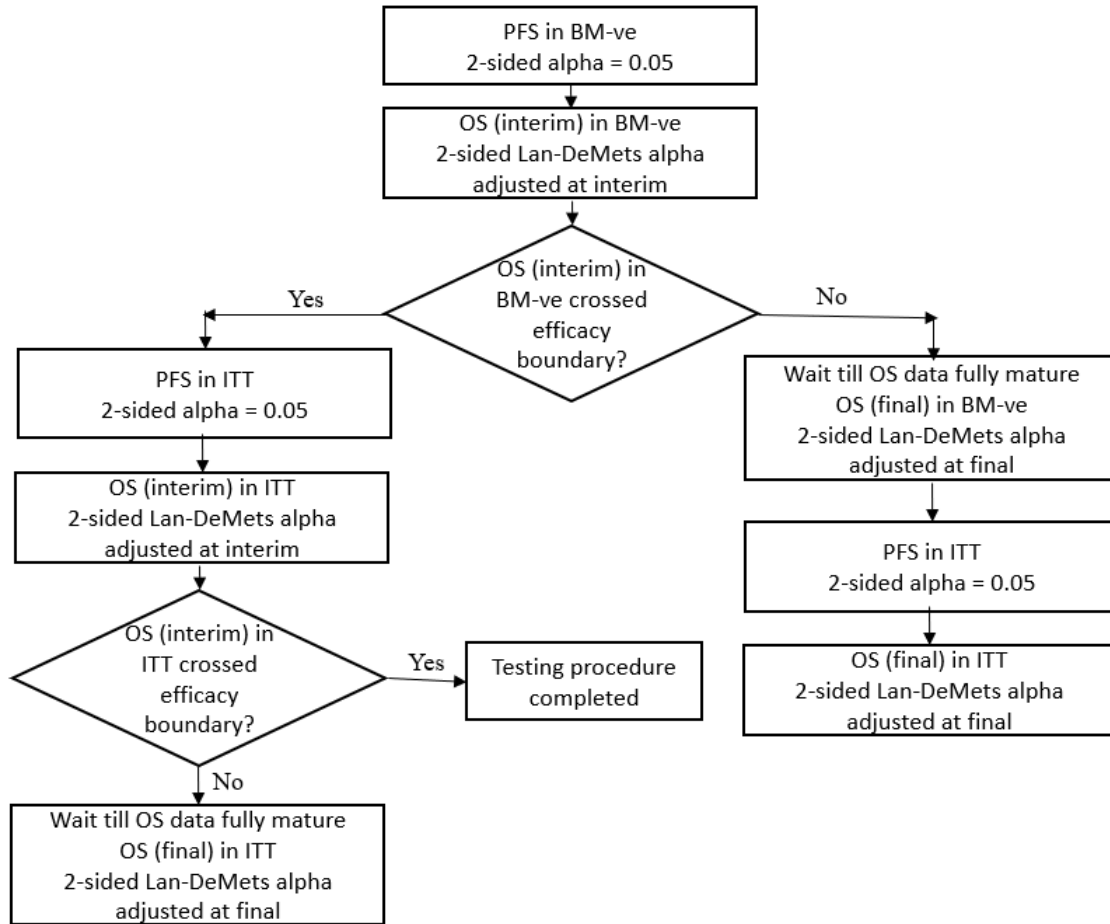 PFS in BM-ve
2-sided alpha = 0.05
OS (interim) in BM-ve
2-sided Lan-DeMets alpha
adjusted at interim
OS (interim) in
BM-ve crossed
efficacy
boundary?
Yes
No
PFS in ITT
2-sided alpha = 0.05
OS (interim) in ITT
2-sided Lan-DeMets alpha
adjusted at interim
OS (interim) in
ITT crossed
efficacy
boundary?
Yes
Testing procedure
completed
No
Wait till OS data fully mature
OS (final) in ITT
2-sided Lan-DeMets alpha
adjusted at final
Wait till OS data fully mature
OS (final) in BM-ve
2-sided Lan-DeMets alpha
adjusted at final
PFS in ITT
2-sided alpha = 0.05
OS (final) in ITT
2-sided Lan-DeMets alpha
adjusted at final